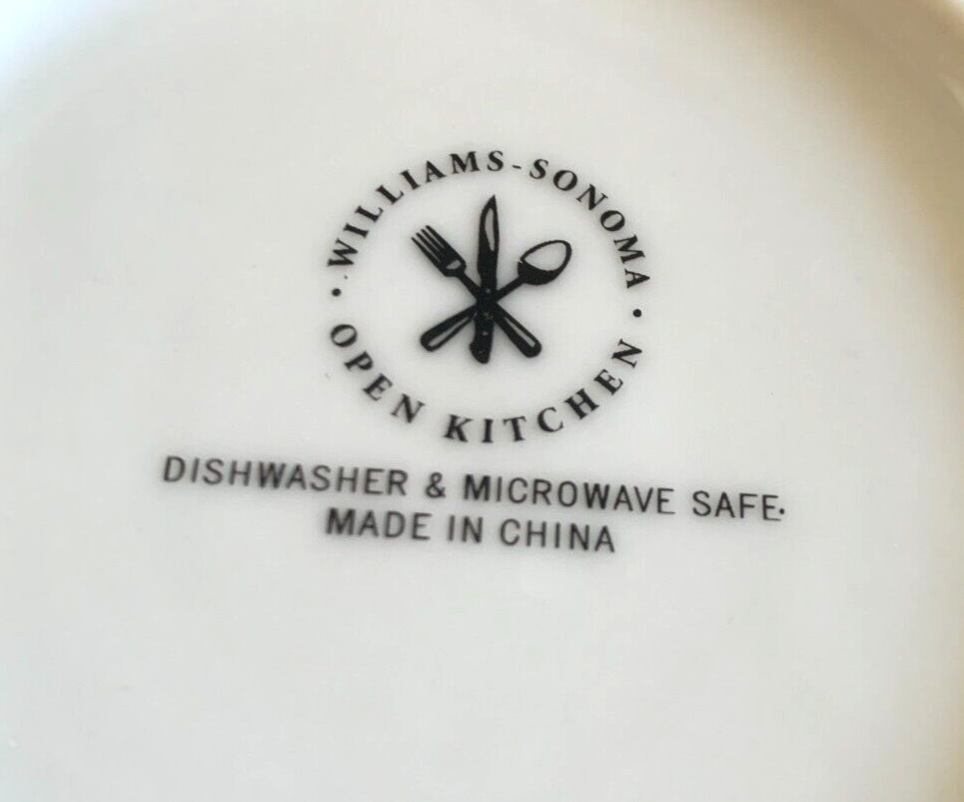 · WILLIAMS-SONOMA ·
OPEN KITCHEN
DISHWASHER & MICROWAVE SAFE·
MADE IN CHINA